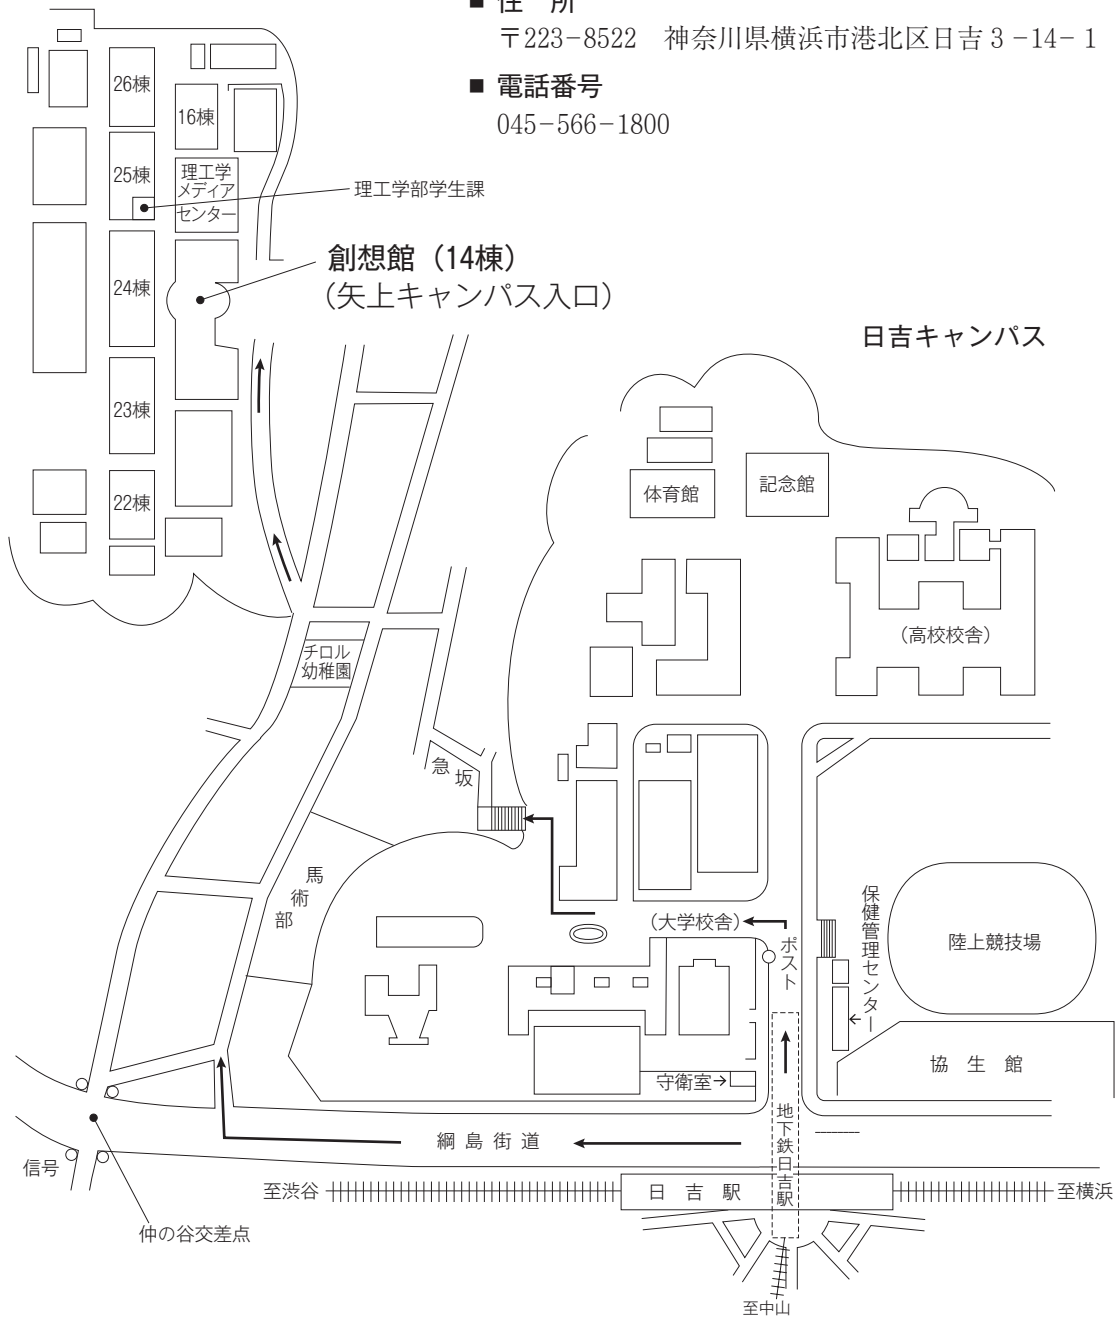 ■ 住　所
〒223−8522　神奈川県横浜市港北区日吉3−14−1
■ 電話番号
045−566−1800
26棟
16棟
25棟
理工学
メディア
センター
理工学部学生課
創想館（14棟）
（矢上キャンパス入口）
24棟
23棟
22棟
日吉キャンパス
体育館
記念館
（高校校舎）
チロル
幼稚園
急坂
馬術部
（大学校舎）
ポスト
保健管理センター
陸上競技場
協生館
守衛室→
地下鉄日吉駅
綱島街道
信号
至渋谷
日吉駅
至横浜
仲の谷交差点
至中山